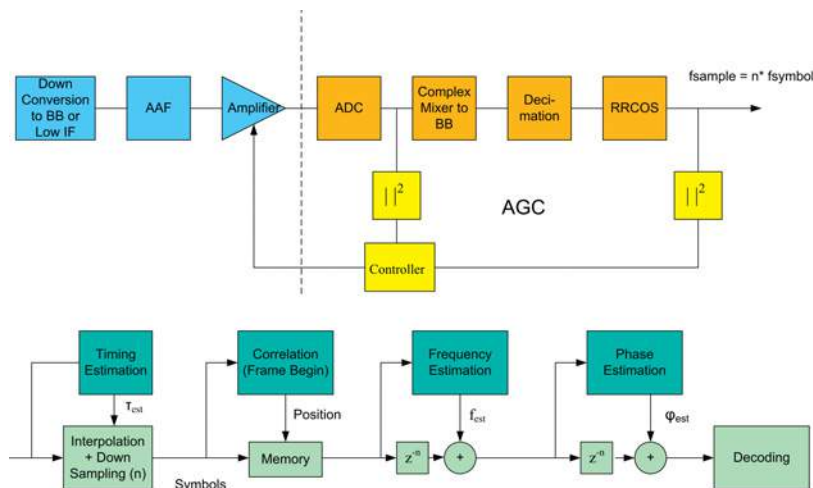 Down
Conversion
to BB or
Low IF
AAF
Amplifier
ADC
Complex
Mixer to
BB
Deci-
mation
RRCOS
fsample = n* fsymbol
| |²
AGC
| |²
Controller
Timing
Estimation
Correlation
(Frame Begin)
Frequency
Estimation
Phase
Estimation
τest
Position
fest
φest
Interpolation
+ Down
Sampling (n)
Symbols
Memory
z⁻ⁿ
+
z⁻ⁿ
+
Decoding